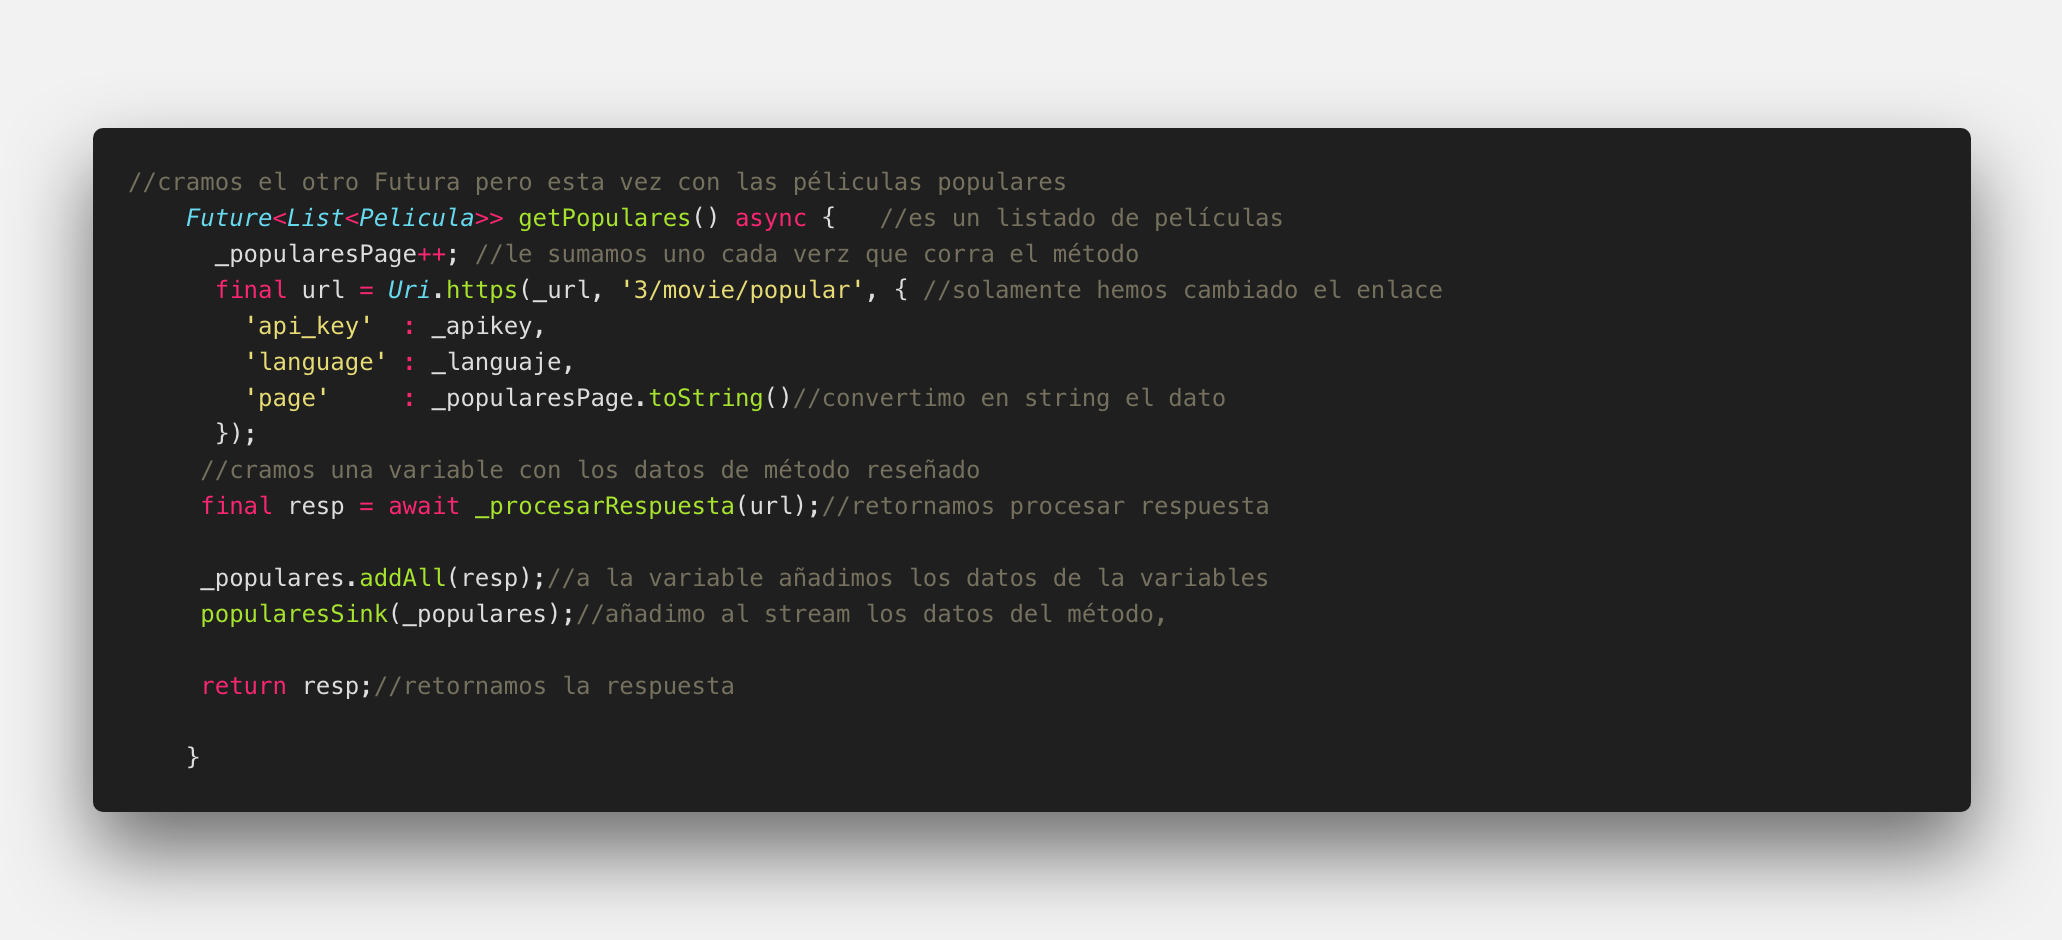 //cramos el otro Futura pero esta vez con las péliculas populares
Future<List<Pelicula>> getPopulares() async {   //es un listado de películas
_popularesPage++; //le sumamos uno cada verz que corra el método
final url = Uri.https(_url, '3/movie/popular', { //solamente hemos cambiado el enlace
'api_key'  : _apikey,
'language' : _languaje,
'page'     : _popularesPage.toString()//convertimo en string el dato
});
//cramos una variable con los datos de método reseñado
final resp = await _procesarRespuesta(url);//retornamos procesar respuesta
_populares.addAll(resp);//a la variable añadimos los datos de la variables
popularesSink(_populares);//añadimo al stream los datos del método,
return resp;//retornamos la respuesta
}